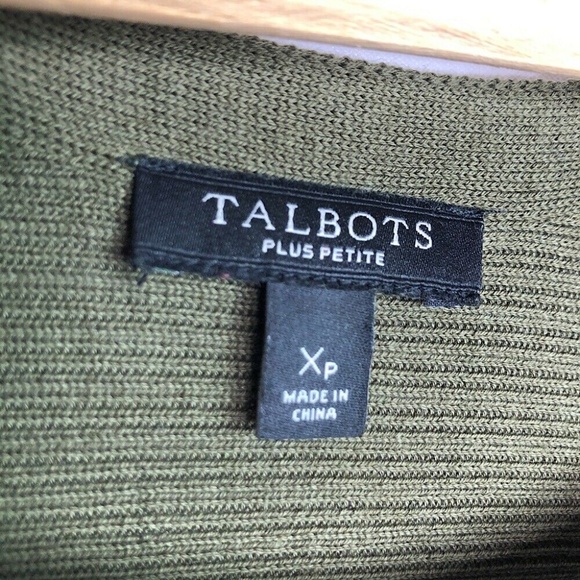 TALBOTS
PLUS PETITE
XP
MADE IN
CHINA